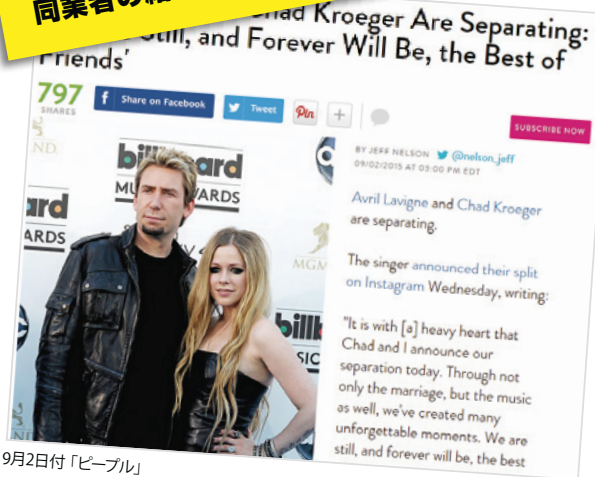 同業者の
Chad Kroeger Are Separating:
Still, and Forever Will Be, the Best of
Friends'
797
SHARES
f Share on Facebook
Tweet
Pin
+
SUBSCRIBE NOW
BY JEFF NELSON @nelson_jeff
09/02/2015 AT 05:00 PM EDT
Avril Lavigne and Chad Kroeger
are separating.
The singer announced their split
on Instagram Wednesday, writing:
"It is with [a] heavy heart that
Chad and I announce our
separation today. Through not
only the marriage, but the music
as well, we've created many
unforgettable moments. We are
still, and forever will be, the best
billboard
MGM
9月2日付「ピープル」